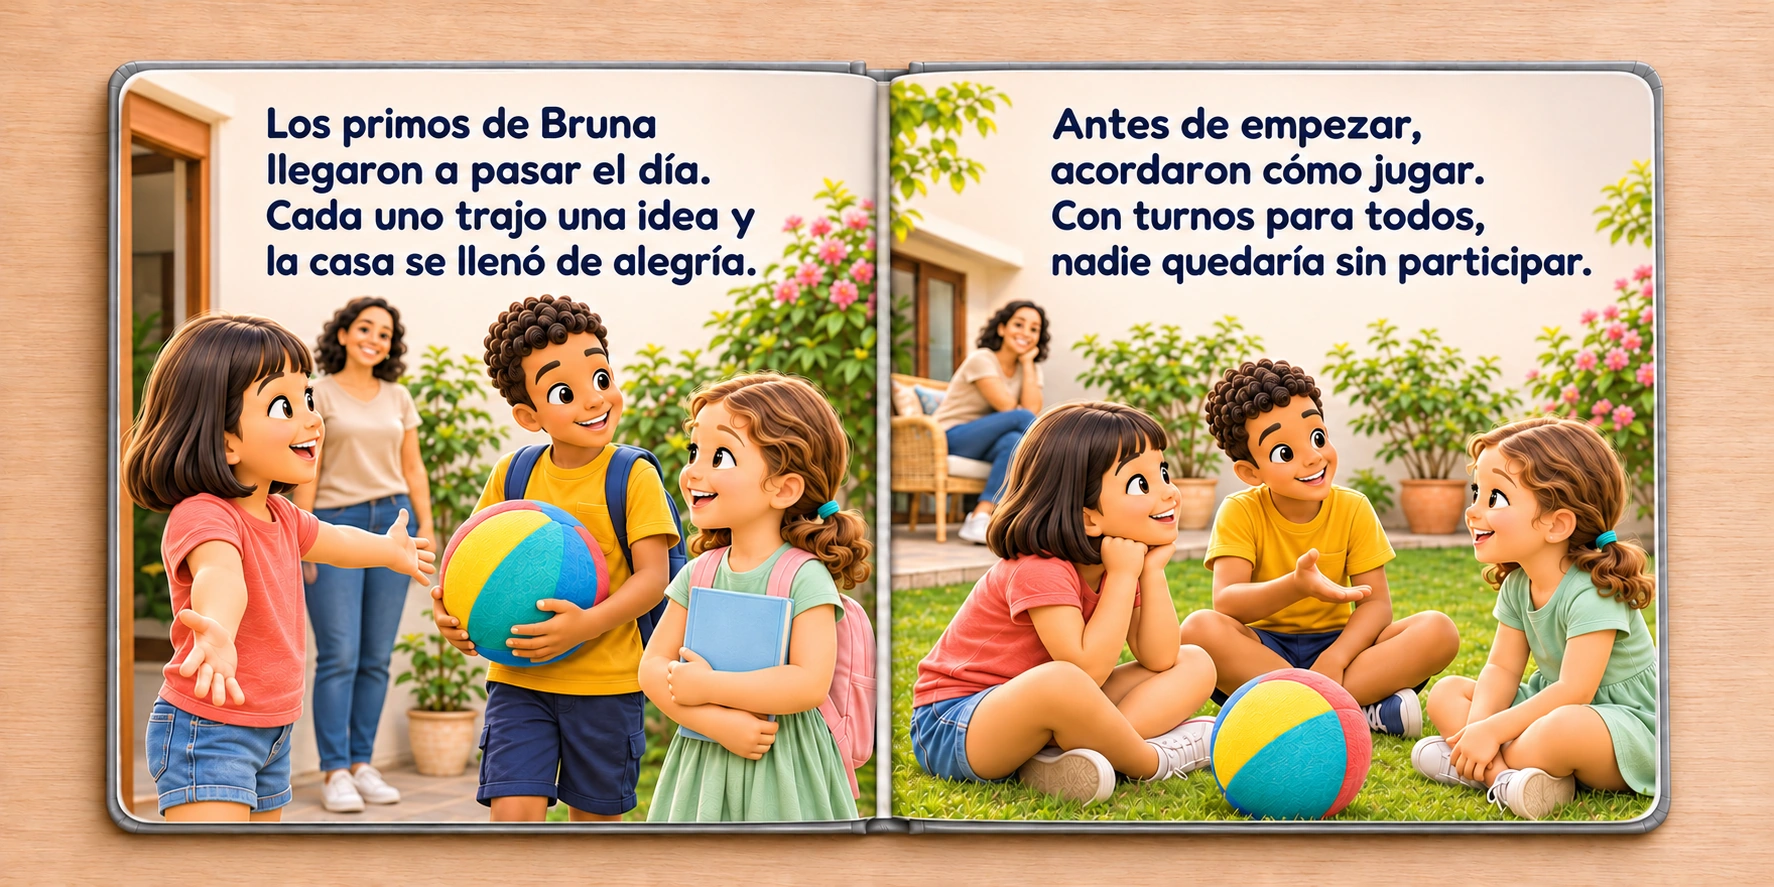 Los primos de Bruna
llegaron a pasar el día.
Cada uno trajo una idea y
la casa se llenó de alegría.
Antes de empezar,
acordaron cómo jugar.
Con turnos para todos,
nadie quedaría sin participar.